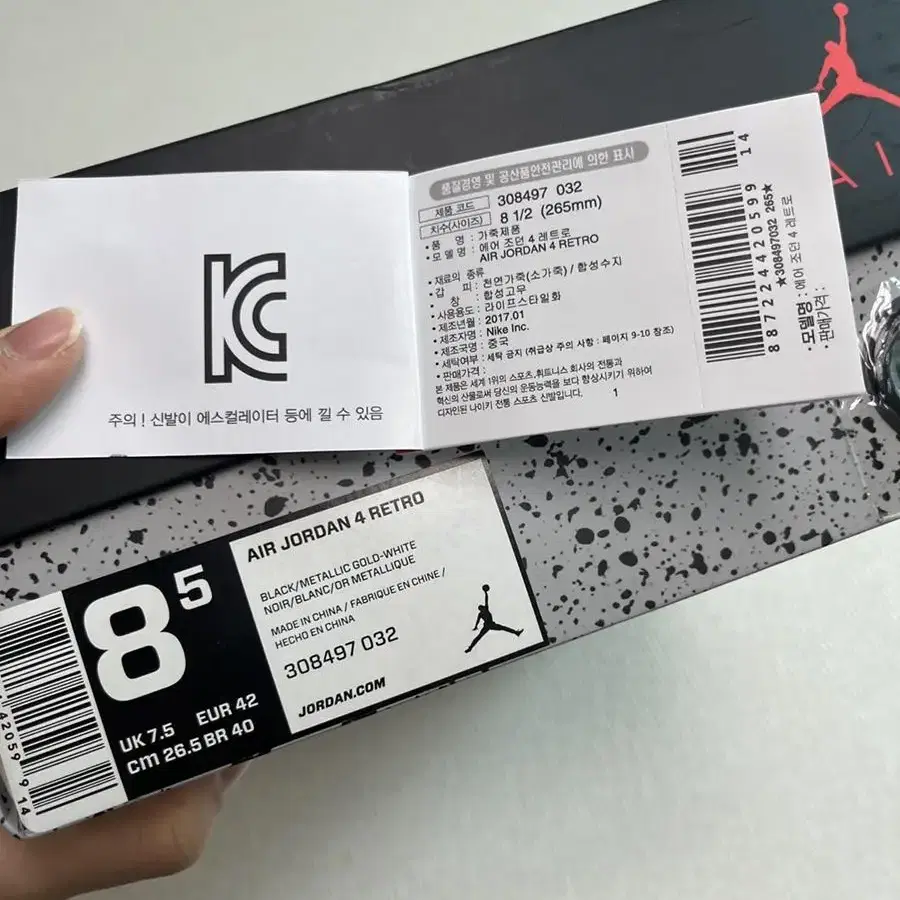 주의 ! 신발이 에스컬레이터 등에 낄 수 있음
품질경영 및 공산품안전관리에 의한 표시
제품 코드 308497 032
치수(사이즈) 8 1/2 (265mm)
• 품 명 : 가죽제품
• 모 델 명 : 에어 조던 4 레트로
AIR JORDAN 4 RETRO
• 재료의 종류
갑 피 : 천연가죽(소가죽) / 합성수지
창 : 합성고무
• 사용용도 : 라이프스타일화
• 제조년월 : 2017.01
• 제조자명 : Nike Inc.
• 제조국명 : 중국
• 세탁여부 : 세탁 금지 (취급상 주의 사항 : 페이지 9-10 참조)
• 판매가격 :
본 제품은 세계 1위의 스포츠, 휘트니스 회사의 전통과
혁신의 산물로써 당신의 운동능력을 보다 향상시키기 위하여
디자인된 나이키 전통 스포츠 신발입니다. 1
14
887224420599
★308497032 265★
• 모델명 : 에어 조던 4 레트로
• 판매가격 :
AI
8 5
UK 7.5 EUR 42
cm 26.5 BR 40
AIR JORDAN 4 RETRO
BLACK/METALLIC GOLD-WHITE
NOIR/BLANC/OR METALLIQUE
MADE IN CHINA / FABRIQUE EN CHINE /
HECHO EN CHINA
308497 032
JORDAN.COM
42059 9 14